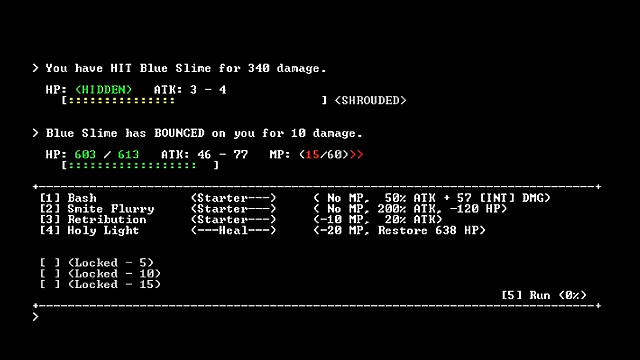 > You have HIT Blue Slime for 340 damage.
HP: (HIDDEN) ATK: 3 - 4
[::::::::::::::: ] <SHROUDED>
> Blue Slime has BOUNCED on you for 10 damage.
HP: 603 / 613 ATK: 46 - 77 MP: (15/60)>>
[:::::::::::::::::: ]
+------------------------------------------------------------------------------+
[1] Bash (Starter---) ( No MP, 50% ATK + 57 [INT] DMG)
[2] Smite Flurry (Starter---) ( No MP, 200% ATK, -120 HP)
[3] Retribution (Starter---) (-10 MP, 20% ATK)
[4] Holy Light (---Heal---) (-20 MP, Restore 638 HP)
[ ] (Locked - 5)
[ ] (Locked - 10)
[ ] (Locked - 15)
[5] Run (0%)
+------------------------------------------------------------------------------+
>